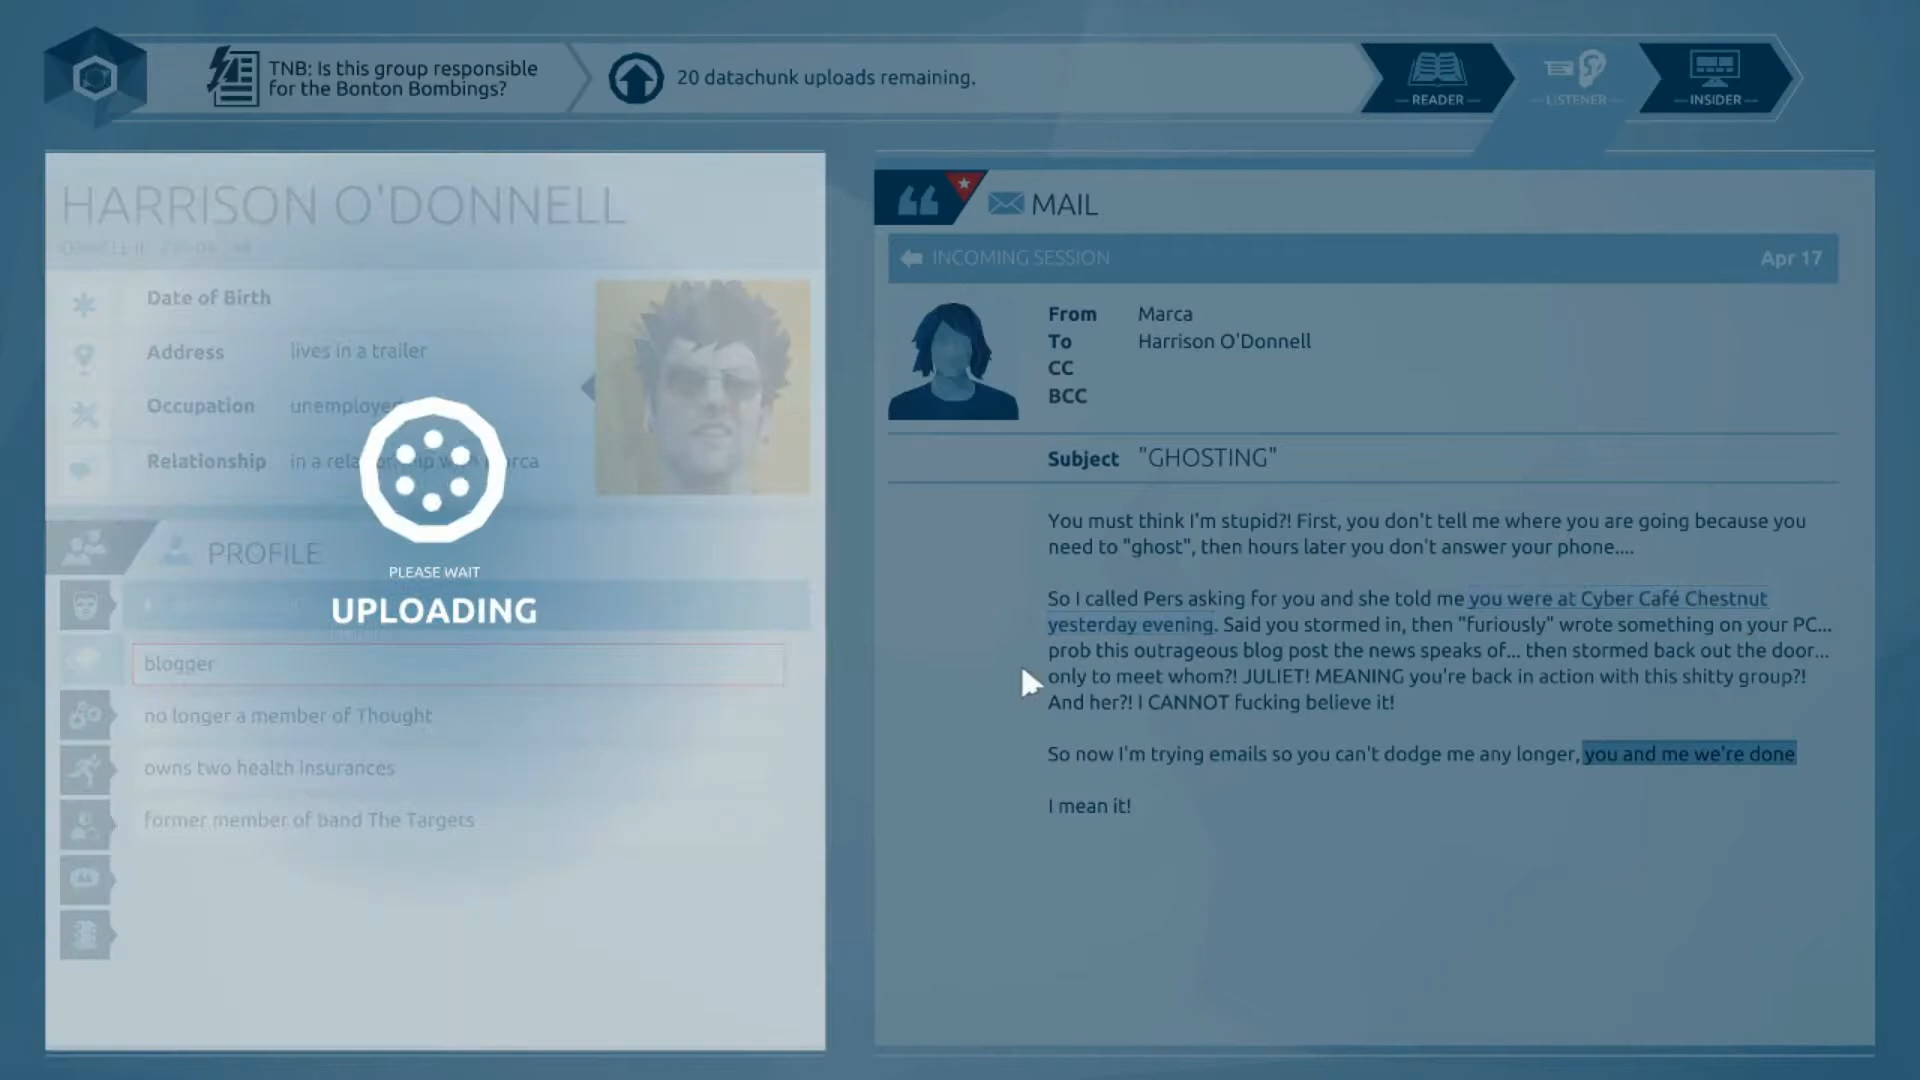 TNB: Is this group responsible
for the Bonton Bombings?
20 datachunk uploads remaining.
READER
LISTENER
INSIDER
HARRISON O'DONNELL
Date of Birth
Address lives in a trailer
Occupation unemployed
Relationship in a relationship with Marca
PROFILE
PLEASE WAIT
UPLOADING
blogger
no longer a member of Thought
owns two health insurances
former member of band The Targets
MAIL
INCOMING SESSION Apr 17
From Marca
To Harrison O'Donnell
CC
BCC
Subject "GHOSTING"
You must think I'm stupid?! First, you don't tell me where you are going because you
need to "ghost", then hours later you don't answer your phone....
So I called Pers asking for you and she told me you were at Cyber Café Chestnut
yesterday evening. Said you stormed in, then "furiously" wrote something on your PC...
prob this outrageous blog post the news speaks of... then stormed back out the door...
only to meet whom?! JULIET! MEANING you're back in action with this shitty group?!
And her?! I CANNOT fucking believe it!
So now I'm trying emails so you can't dodge me any longer, you and me we're done
I mean it!